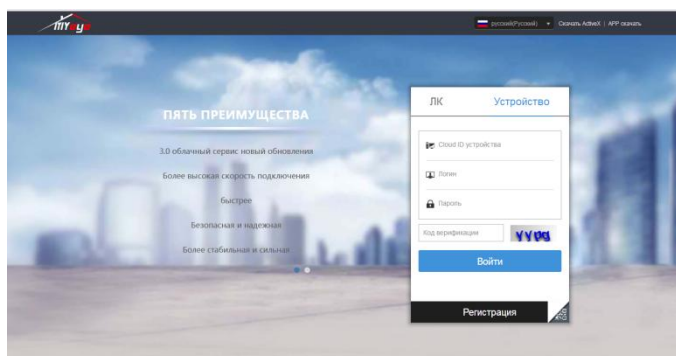 MYeye
русский(Русский)
Скачать ActiveX | APP скачать
ПЯТЬ ПРЕИМУЩЕСТВА
3.0 облачный сервис новый обновления
Более высокая скорость подключения
быстрее
Безопасная и надежная
Более стабильная и сильная
ЛК Устройство
Cloud ID устройства
Логин
Пароль
Код верификации
Войти
Регистрация